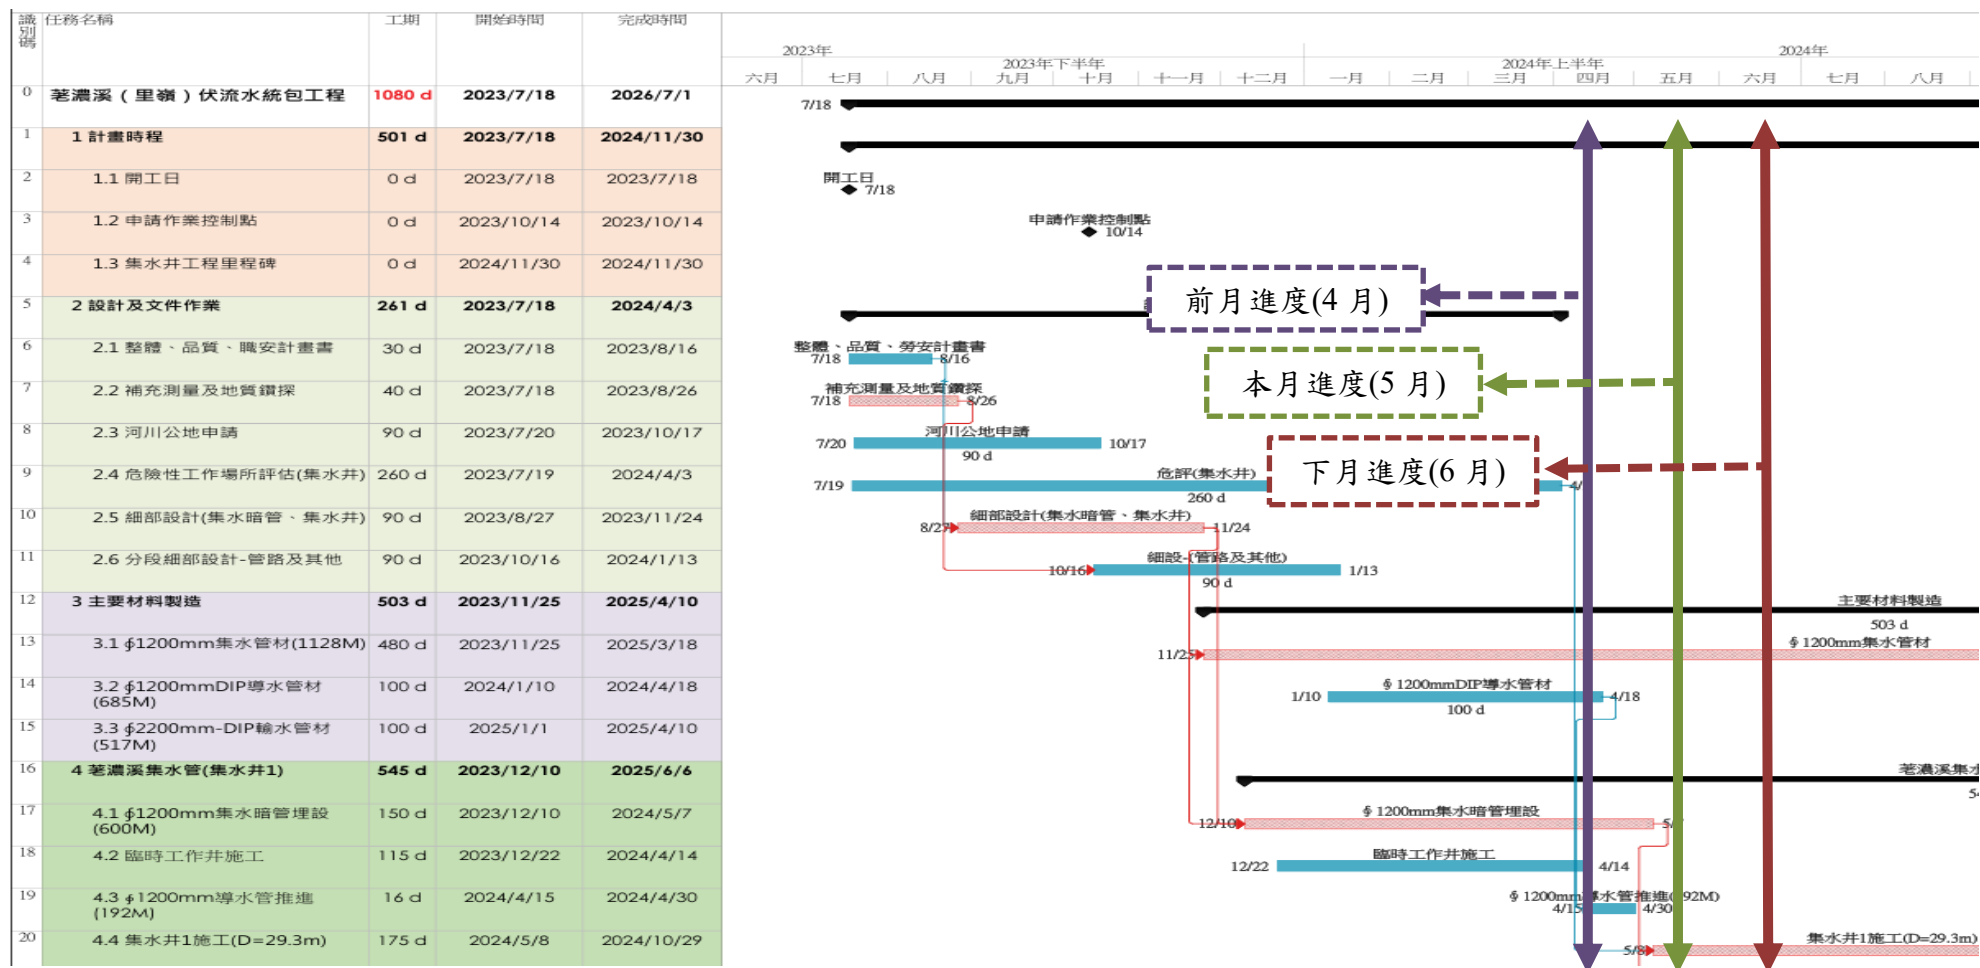 識別碼 任務名稱 工期 開始時間 完成時間
2023年 2024年
2023年下半年 2024年上半年
六月 七月 八月 九月 十月 十一月 十二月 一月 二月 三月 四月 五月 六月 七月 八月
0 荖濃溪（里嶺）伏流水統包工程 1080 d 2023/7/18 2026/7/1
7/18
1 1 計畫時程 501 d 2023/7/18 2024/11/30
2 1.1 開工日 0 d 2023/7/18 2023/7/18
開工日
7/18
3 1.2 申請作業控制點 0 d 2023/10/14 2023/10/14
申請作業控制點
10/14
4 1.3 集水井工程里程碑 0 d 2024/11/30 2024/11/30
前月進度(4 月)
5 2 設計及文件作業 261 d 2023/7/18 2024/4/3
6 2.1 整體、品質、職安計畫書 30 d 2023/7/18 2023/8/16
整體、品質、勞安計畫書
7/18 8/16
本月進度(5 月)
7 2.2 補充測量及地質鑽探 40 d 2023/7/18 2023/8/26
補充測量及地質鑽探
7/18 8/26
8 2.3 河川公地申請 90 d 2023/7/20 2023/10/17
河川公地申請
7/20 10/17
90 d
下月進度(6 月)
9 2.4 危險性工作場所評估(集水井) 260 d 2023/7/19 2024/4/3
危評(集水井)
7/19
260 d
10 2.5 細部設計(集水暗管、集水井) 90 d 2023/8/27 2023/11/24
細部設計(集水暗管、集水井)
8/27 11/24
11 2.6 分段細部設計-管路及其他 90 d 2023/10/16 2024/1/13
細設-(管路及其他)
10/16 1/13
90 d
12 3 主要材料製造 503 d 2023/11/25 2025/4/10
主要材料製造
503 d
13 3.1 ∮1200mm集水管材(1128M) 480 d 2023/11/25 2025/3/18
∮1200mm集水管材
11/25
14 3.2 ∮1200mmDIP導水管材 100 d 2024/1/10 2024/4/18
(685M)
∮1200mmDIP導水管材
1/10 4/18
100 d
15 3.3 ∮2200mm-DIP輸水管材 100 d 2025/1/1 2025/4/10
(517M)
16 4 荖濃溪集水管(集水井1) 545 d 2023/12/10 2025/6/6
荖濃溪集水
17 4.1 ∮1200mm集水暗管埋設 150 d 2023/12/10 2024/5/7
(600M)
∮1200mm集水暗管埋設
12/10
18 4.2 臨時工作井施工 115 d 2023/12/22 2024/4/14
臨時工作井施工
12/22 4/14
19 4.3 ∮1200mm導水管推進 16 d 2024/4/15 2024/4/30
(192M)
∮1200mm導水管推進(192M)
4/15 4/30
20 4.4 集水井1施工(D=29.3m) 175 d 2024/5/8 2024/10/29
集水井1施工(D=29.3m)
5/8